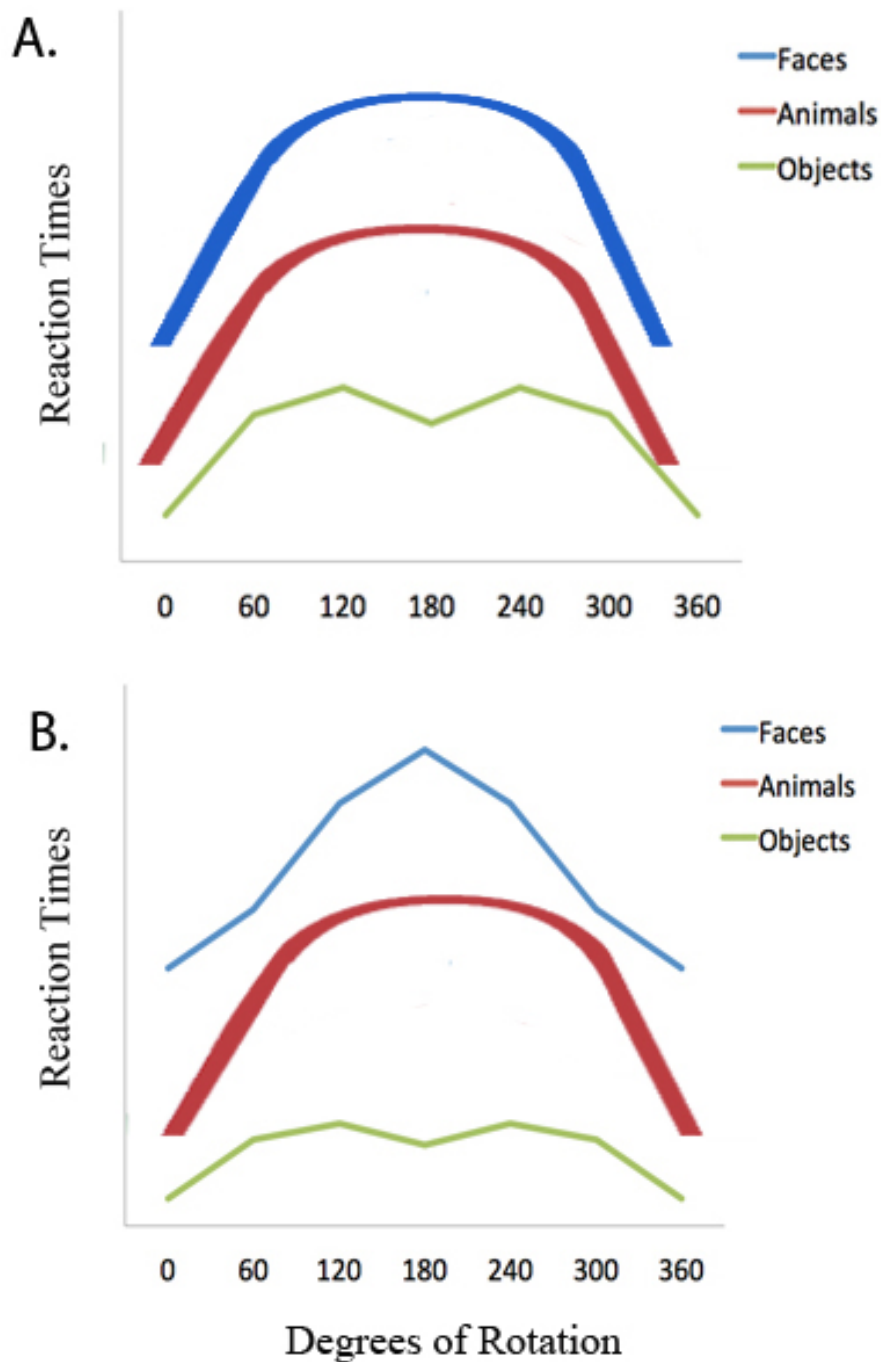 A.
Faces
Animals
Objects
Reaction Times
0 60 120 180 240 300 360
B.
Faces
Animals
Objects
Reaction Times
0 60 120 180 240 300 360
Degrees of Rotation